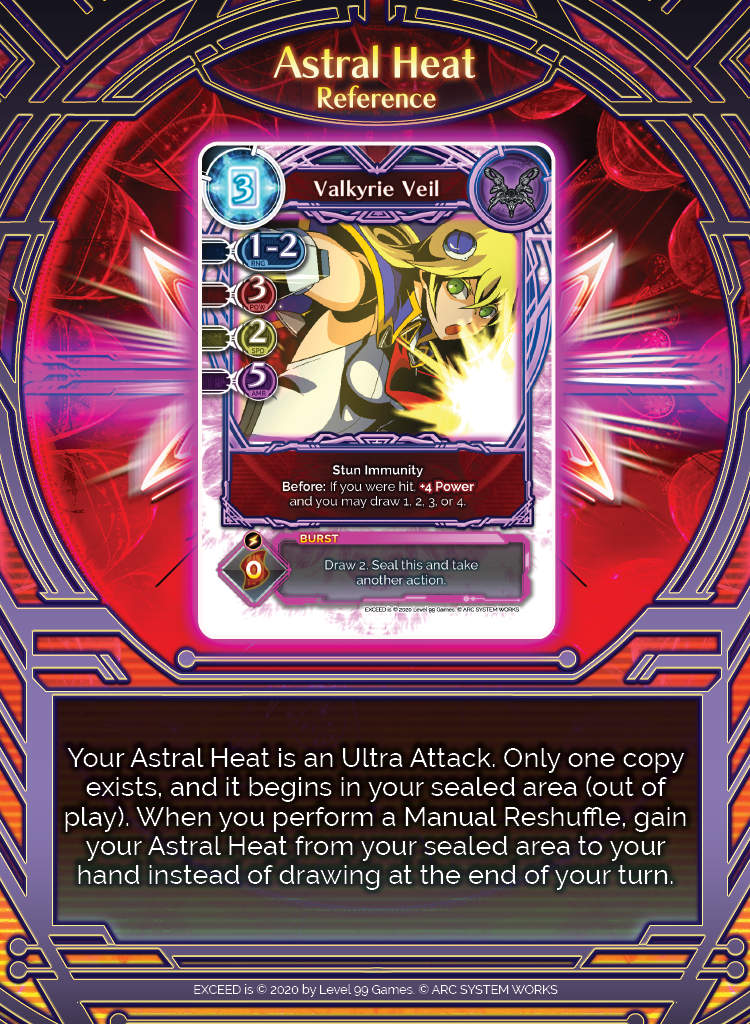 Astral Heat
Reference
3
Valkyrie Veil
1-2
RNG
3
POW
2
SPD
5
AMR
Stun Immunity
Before: If you were hit, +4 Power
and you may draw 1, 2, 3, or 4.
BURST
0
Draw 2. Seal this and take
another action.
EXCEED is © 2020 Level 99 Games. © ARC SYSTEM WORKS
Your Astral Heat is an Ultra Attack. Only one copy
exists, and it begins in your sealed area (out of
play). When you perform a Manual Reshuffle, gain
your Astral Heat from your sealed area to your
hand instead of drawing at the end of your turn.
EXCEED is © 2020 by Level 99 Games. © ARC SYSTEM WORKS